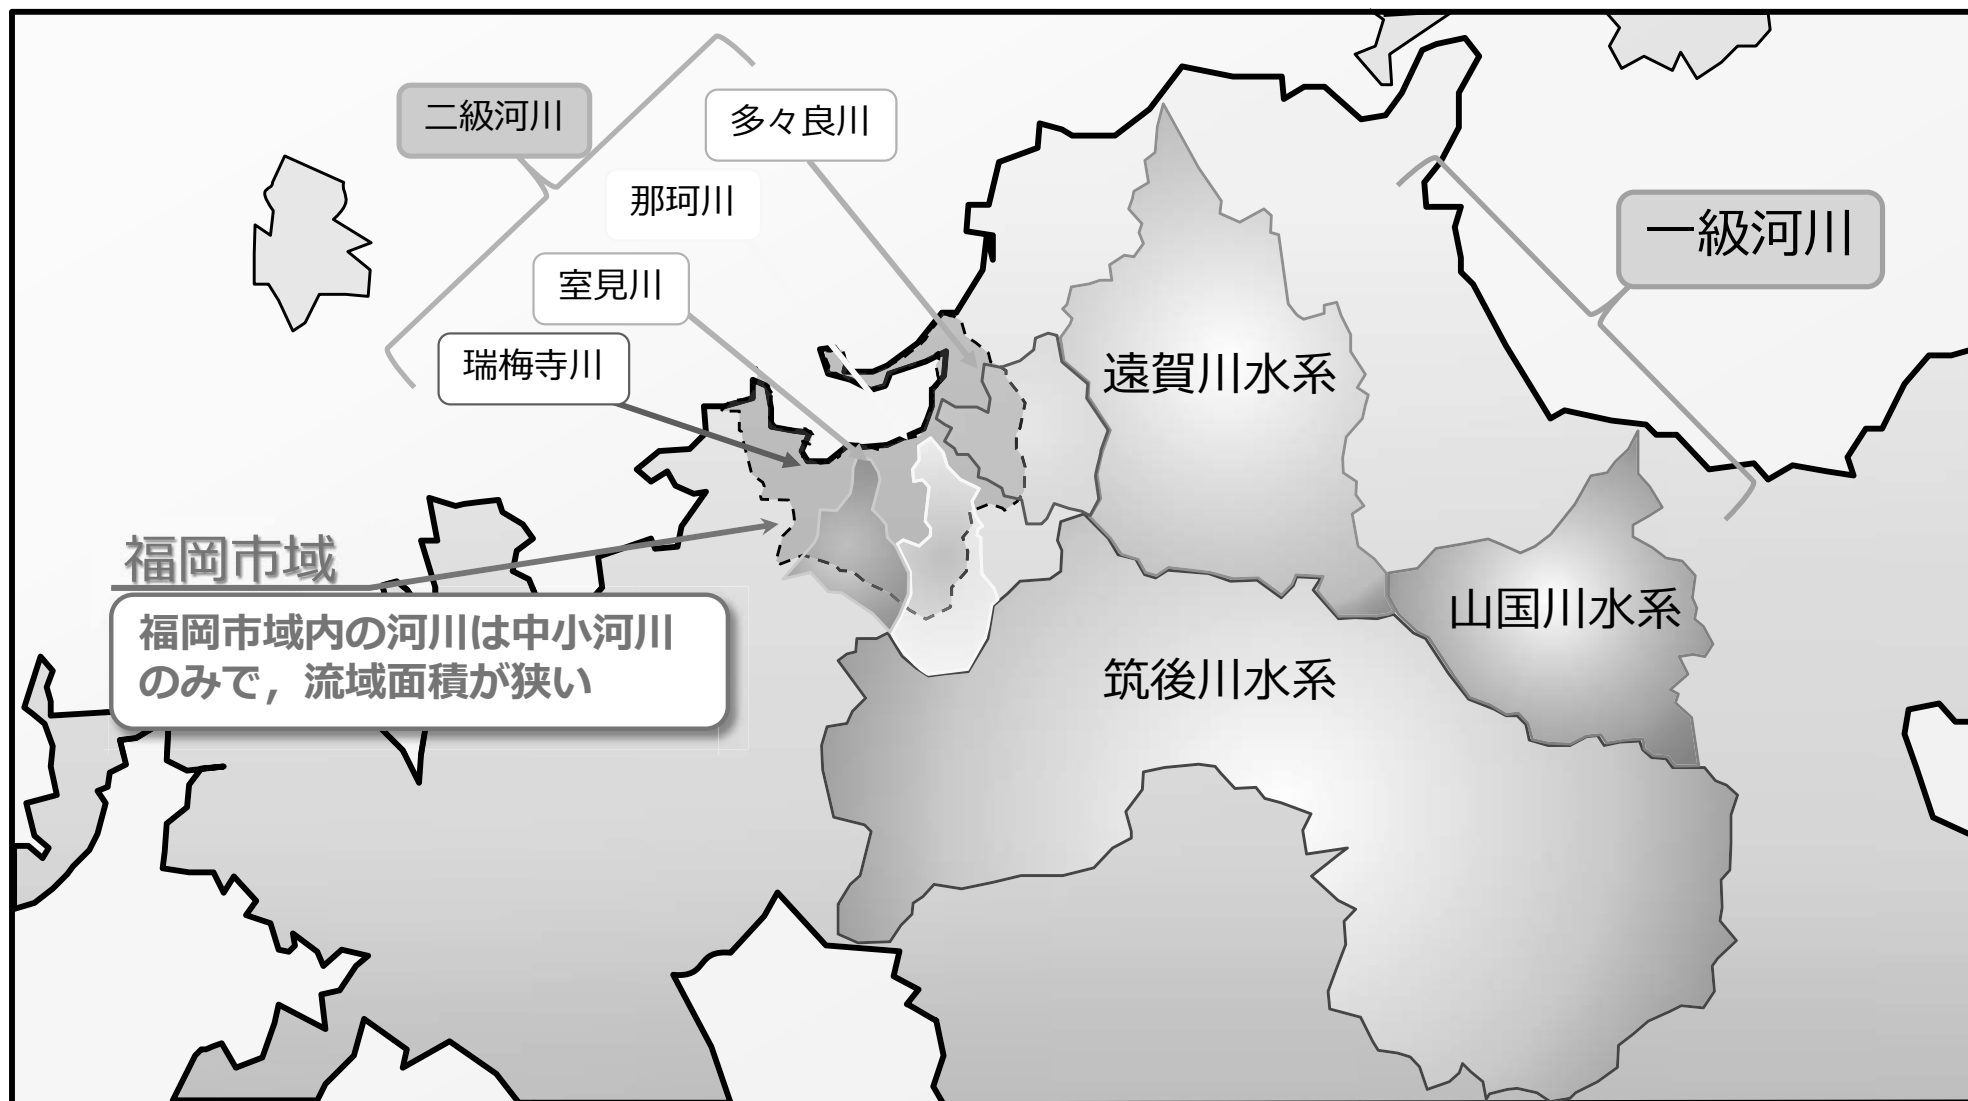 二級河川
多々良川
那珂川
室見川
瑞梅寺川
一級河川
遠賀川水系
山国川水系
筑後川水系
福岡市域
福岡市域内の河川は中小河川
のみで，流域面積が狭い